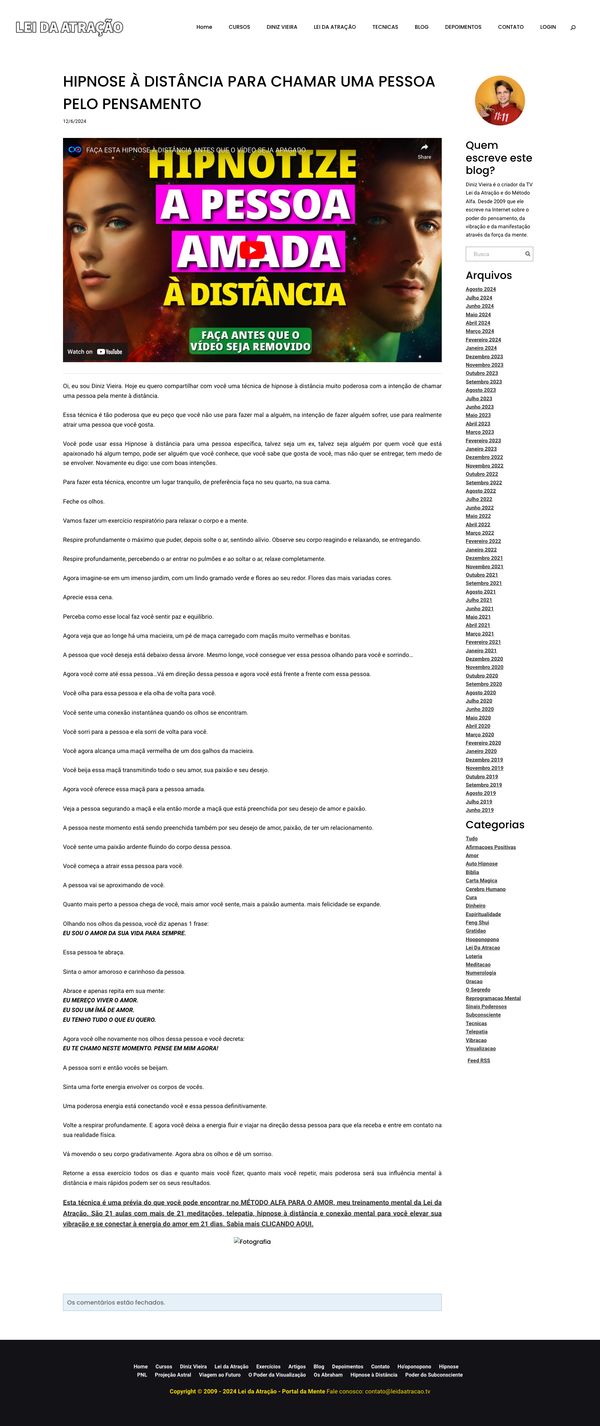 LEI DA ATRAÇÃO
Home CURSOS DINIZ VIEIRA LEI DA ATRAÇÃO TECNICAS BLOG DEPOIMENTOS CONTATO LOGIN
HIPNOSE À DISTÂNCIA PARA CHAMAR UMA PESSOA
PELO PENSAMENTO
12/6/2024
FAÇA ESTA HIPNOSE À DISTÂNCIA ANTES QUE O VÍDEO SEJA APAGADO
Share
HIPNOTIZE
A PESSOA
AMADA
À DISTÂNCIA
FAÇA ANTES QUE O
VÍDEO SEJA REMOVIDO
Watch on YouTube
11:11
Oi, eu sou Diniz Vieira. Hoje eu quero compartilhar com você uma técnica de hipnose à distância muito poderosa com a intenção de chamar
uma pessoa pela mente à distância.
Essa técnica é tão poderosa que eu peço que você não use para fazer mal a alguém, na intenção de fazer alguém sofrer, use para realmente
atrair uma pessoa que você gosta.
Você pode usar essa Hipnose à distância para uma pessoa específica, talvez seja um ex, talvez seja alguém por quem você que está
apaixonado há algum tempo, pode ser alguém que você conhece, que você sabe que gosta de você, mas não quer se entregar, tem medo de
se envolver. Novamente eu digo: use com boas intenções.
Para fazer esta técnica, encontre um lugar tranquilo, de preferência faça no seu quarto, na sua cama.
Feche os olhos.
Vamos fazer um exercício respiratório para relaxar o corpo e a mente.
Respire profundamente o máximo que puder, depois solte o ar, sentindo alívio. Observe seu corpo reagindo e relaxando, se entregando.
Respire profundamente, percebendo o ar entrar no pulmões e ao soltar o ar, relaxe completamente.
Agora imagine-se em um imenso jardim, com um lindo gramado verde e flores ao seu redor. Flores das mais variadas cores.
Aprecie essa cena.
Perceba como esse local faz você sentir paz e equilíbrio.
Agora veja que ao longe há uma macieira, um pé de maça carregado com maçãs muito vermelhas e bonitas.
A pessoa que você deseja está debaixo dessa árvore. Mesmo longe, você consegue ver essa pessoa olhando para você e sorrindo...
Agora você corre até essa pessoa...Vá em direção dessa pessoa e agora você está frente a frente com essa pessoa.
Você olha para essa pessoa e ela olha de volta para você.
Você sente uma conexão instantânea quando os olhos se encontram.
Você sorri para a pessoa e ela sorri de volta para você.
Você agora alcança uma maçã vermelha de um dos galhos da macieira.
Você beija essa maçã transmitindo todo o seu amor, sua paixão e seu desejo.
Agora você oferece essa maçã para a pessoa amada.
Veja a pessoa segurando a maçã e ela então morde a maçã que está preenchida por seu desejo de amor e paixão.
A pessoa neste momento está sendo preenchida também por seu desejo de amor, paixão, de ter um relacionamento.
Você sente uma paixão ardente fluindo do corpo dessa pessoa.
Você começa a atrair essa pessoa para você.
A pessoa vai se aproximando de você.
Quanto mais perto a pessoa chega de você, mais amor você sente, mais a paixão aumenta. mais felicidade se expande.
Olhando nos olhos da pessoa, você diz apenas 1 frase:
EU SOU O AMOR DA SUA VIDA PARA SEMPRE.
Essa pessoa te abraça.
Sinta o amor amoroso e carinhoso da pessoa.
Abrace e apenas repita em sua mente:
EU MEREÇO VIVER O AMOR.
EU SOU UM ÍMÃ DE AMOR.
EU TENHO TUDO O QUE EU QUERO.
Agora você olhe novamente nos olhos dessa pessoa e você decreta:
EU TE CHAMO NESTE MOMENTO. PENSE EM MIM AGORA!
A pessoa sorri e então vocês se beijam.
Sinta uma forte energia envolver os corpos de vocês.
Uma poderosa energia está conectando você e essa pessoa definitivamente.
Volte a respirar profundamente. E agora você deixa a energia fluir e viajar na direção dessa pessoa para que ela receba e entre em contato na
sua realidade física.
Vá movendo o seu corpo gradativamente. Agora abra os olhos e dê um sorriso.
Retorne a essa exercício todos os dias e quanto mais você fizer, quanto mais você repetir, mais poderosa será sua influência mental à
distância e mais rápidos podem ser os seus resultados.
Esta técnica é uma prévia do que você pode encontrar no MÉTODO ALFA PARA O AMOR, meu treinamento mental da Lei da
Atração. São 21 aulas com mais de 21 meditações, telepatia, hipnose à distância e conexão mental para você elevar sua
vibração e se conectar à energia do amor em 21 dias. Sabia mais CLICANDO AQUI.
Fotografia
Os comentários estão fechados.
Quem
escreve este
blog?
Diniz Vieira é o criador da TV
Lei da Atração e do Método
Alfa. Desde 2009 que ele
escreve na Internet sobre o
poder do pensamento, da
vibração e da manifestação
através da força da mente.
Busca
Arquivos
Agosto 2024
Julho 2024
Junho 2024
Maio 2024
Abril 2024
Março 2024
Fevereiro 2024
Janeiro 2024
Dezembro 2023
Novembro 2023
Outubro 2023
Setembro 2023
Agosto 2023
Julho 2023
Junho 2023
Maio 2023
Abril 2023
Março 2023
Fevereiro 2023
Janeiro 2023
Dezembro 2022
Novembro 2022
Outubro 2022
Setembro 2022
Agosto 2022
Julho 2022
Junho 2022
Maio 2022
Abril 2022
Março 2022
Fevereiro 2022
Janeiro 2022
Dezembro 2021
Novembro 2021
Outubro 2021
Setembro 2021
Agosto 2021
Julho 2021
Junho 2021
Maio 2021
Abril 2021
Março 2021
Fevereiro 2021
Janeiro 2021
Dezembro 2020
Novembro 2020
Outubro 2020
Setembro 2020
Agosto 2020
Julho 2020
Junho 2020
Maio 2020
Abril 2020
Março 2020
Fevereiro 2020
Janeiro 2020
Dezembro 2019
Novembro 2019
Outubro 2019
Setembro 2019
Agosto 2019
Julho 2019
Junho 2019
Categorias
Tudo
Afirmacoes Positivas
Amor
Auto Hipnose
Biblia
Carta Magica
Cerebro Humano
Cura
Dinheiro
Espiritualidade
Feng Shui
Gratidao
Hooponopono
Lei Da Atracao
Loteria
Meditacao
Numerologia
Oracao
O Segredo
Reprogramacao Mental
Sinais Poderosos
Subconsciente
Tecnicas
Telepatia
Vibracao
Visualizacao
Feed RSS
Home Cursos Diniz Vieira Lei da Atração Exercícios Artigos Blog Depoimentos Contato Ho'oponopono Hipnose
PNL Projeção Astral Viagem ao Futuro O Poder da Visualização Os Abraham Hipnose à Distância Poder do Subconsciente
Copyright © 2009 - 2024 Lei da Atração - Portal da Mente Fale conosco: contato@leidaatracao.tv